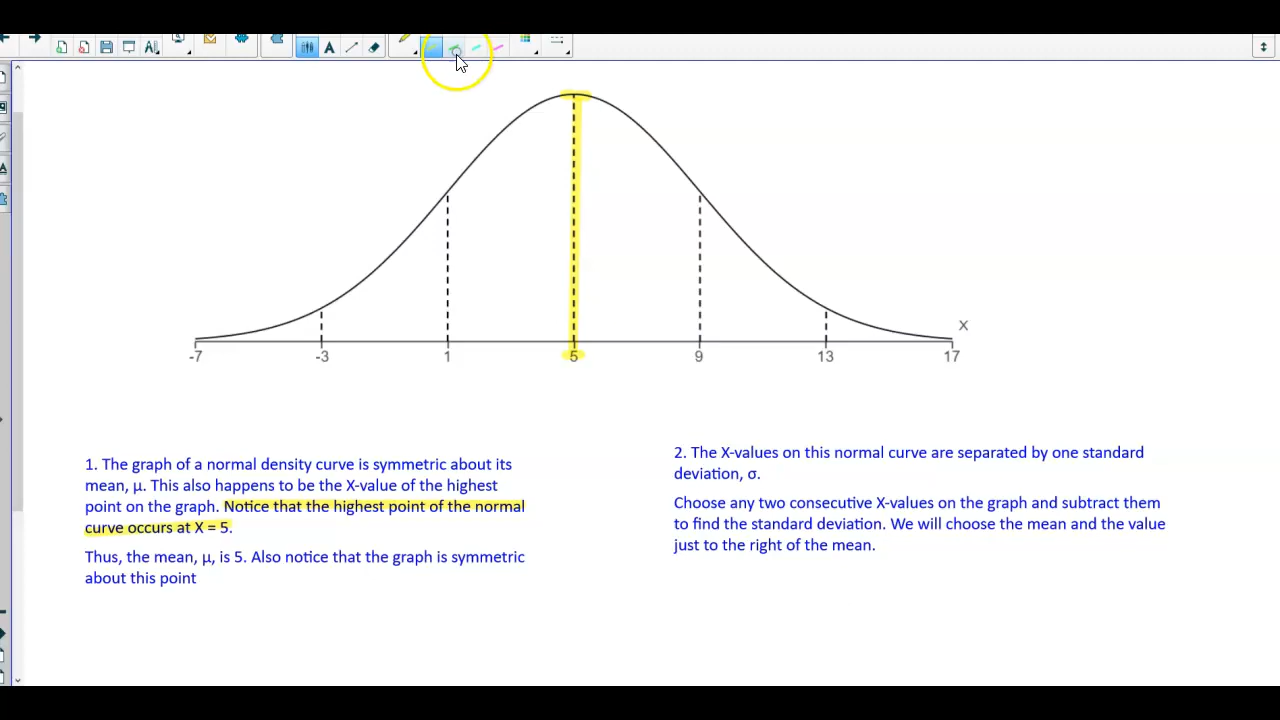 X
-7 -3 1 5 9 13 17
1. The graph of a normal density curve is symmetric about its
mean, μ. This also happens to be the X-value of the highest
point on the graph. Notice that the highest point of the normal
curve occurs at X = 5.
Thus, the mean, μ, is 5. Also notice that the graph is symmetric
about this point
2. The X-values on this normal curve are separated by one standard
deviation, σ.
Choose any two consecutive X-values on the graph and subtract them
to find the standard deviation. We will choose the mean and the value
just to the right of the mean.